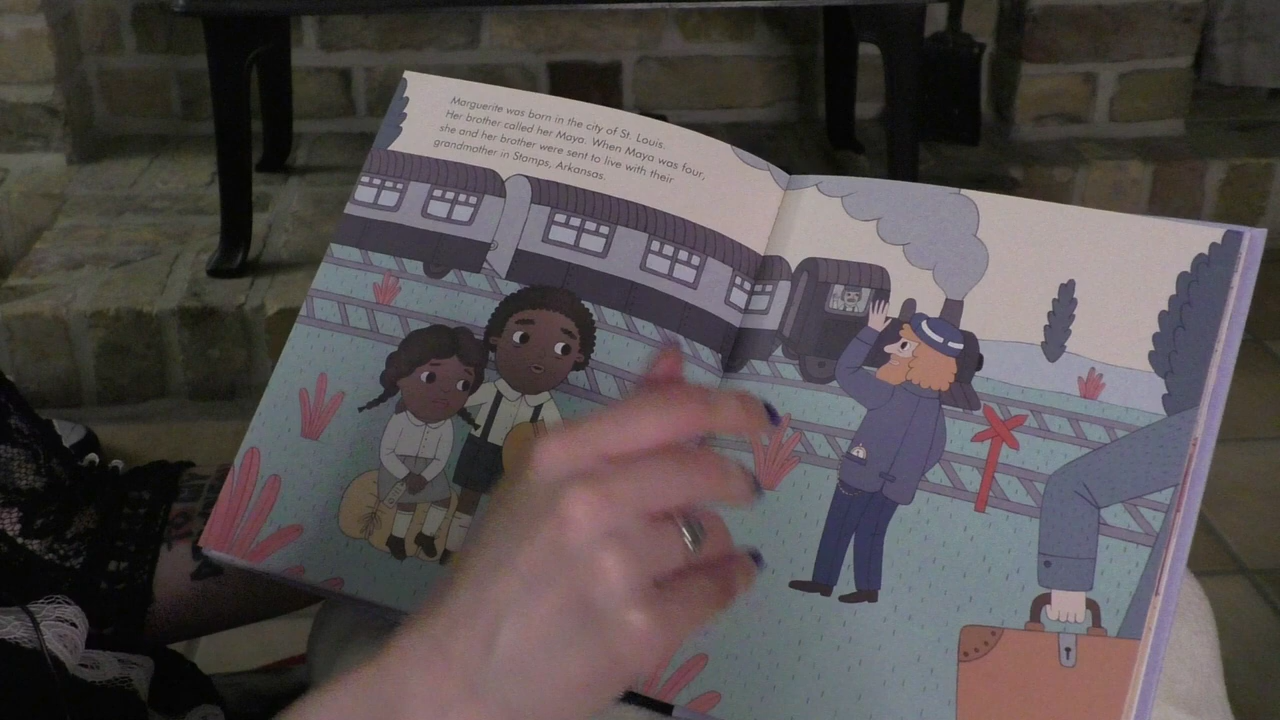 Marguerite was born in the city of St. Louis.
Her brother called her Maya. When Maya was four,
she and her brother were sent to live with their
grandmother in Stamps, Arkansas.